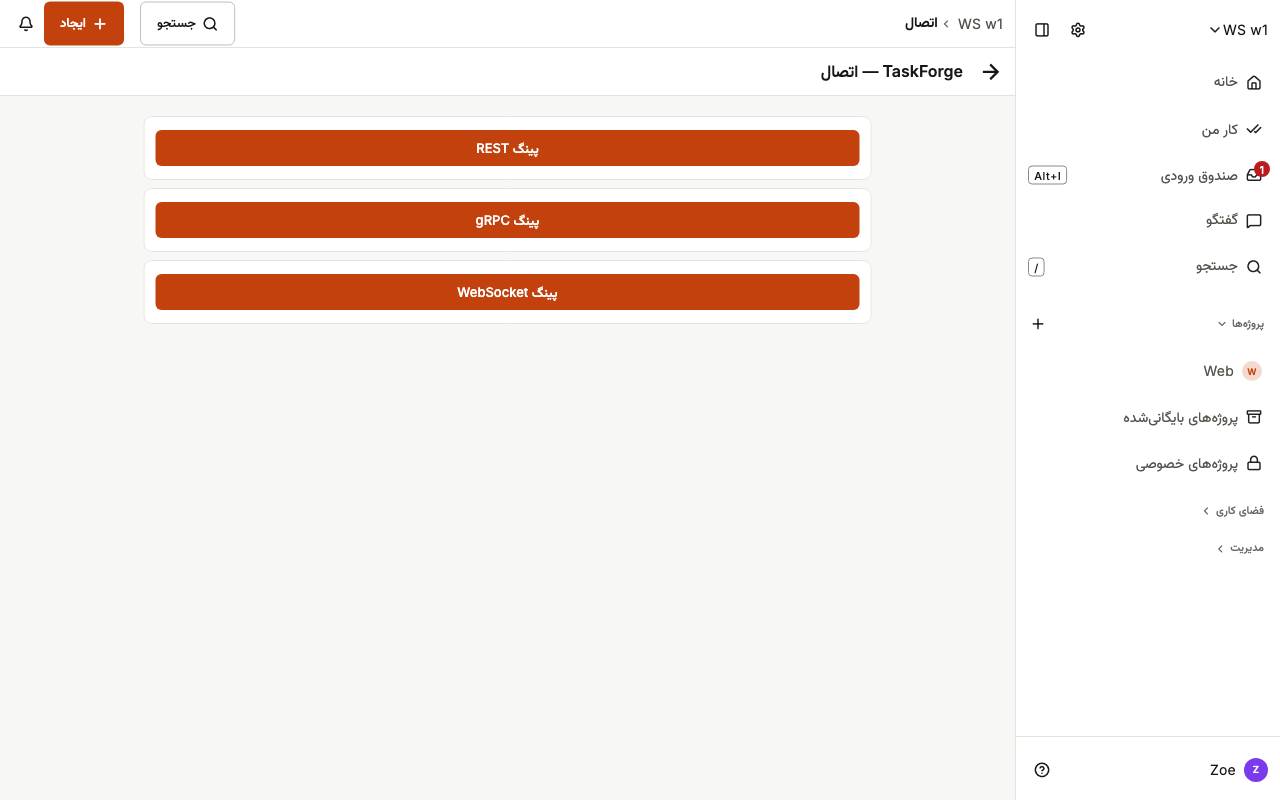 WS w1
خانه
کار من
1
صندوق ورودی
Alt+I
گفتگو
جستجو
/
پروژه‌ها
W
Web
پروژه‌های بایگانی‌شده
پروژه‌های خصوصی
فضای کاری
مدیریت
Z
Zoe
WS w1 › اتصال
جستجو
ایجاد
TaskForge — اتصال
پینگ REST
پینگ gRPC
پینگ WebSocket